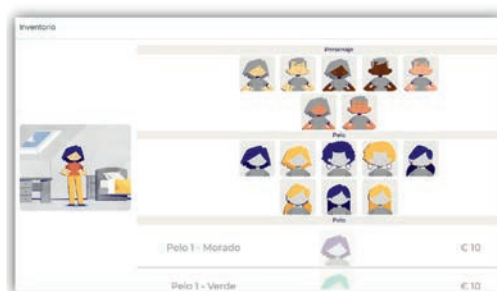 Inventario
Personaje
Pelo
Pelo
Pelo 1 - Morado € 10
Pelo 1 - Verde € 10